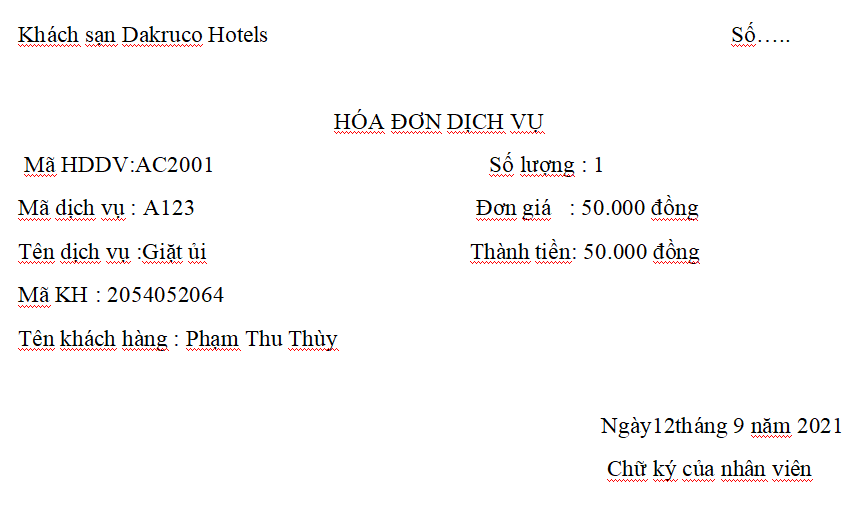 Khách sạn Dakruco Hotels Số…..
HÓA ĐƠN DỊCH VỤ
Mã HDDV:AC2001 Số lượng : 1
Mã dịch vụ : A123 Đơn giá : 50.000 đồng
Tên dịch vụ :Giặt ủi Thành tiền: 50.000 đồng
Mã KH : 2054052064
Tên khách hàng : Phạm Thu Thùy
Ngày12tháng 9 năm 2021
Chữ ký của nhân viên